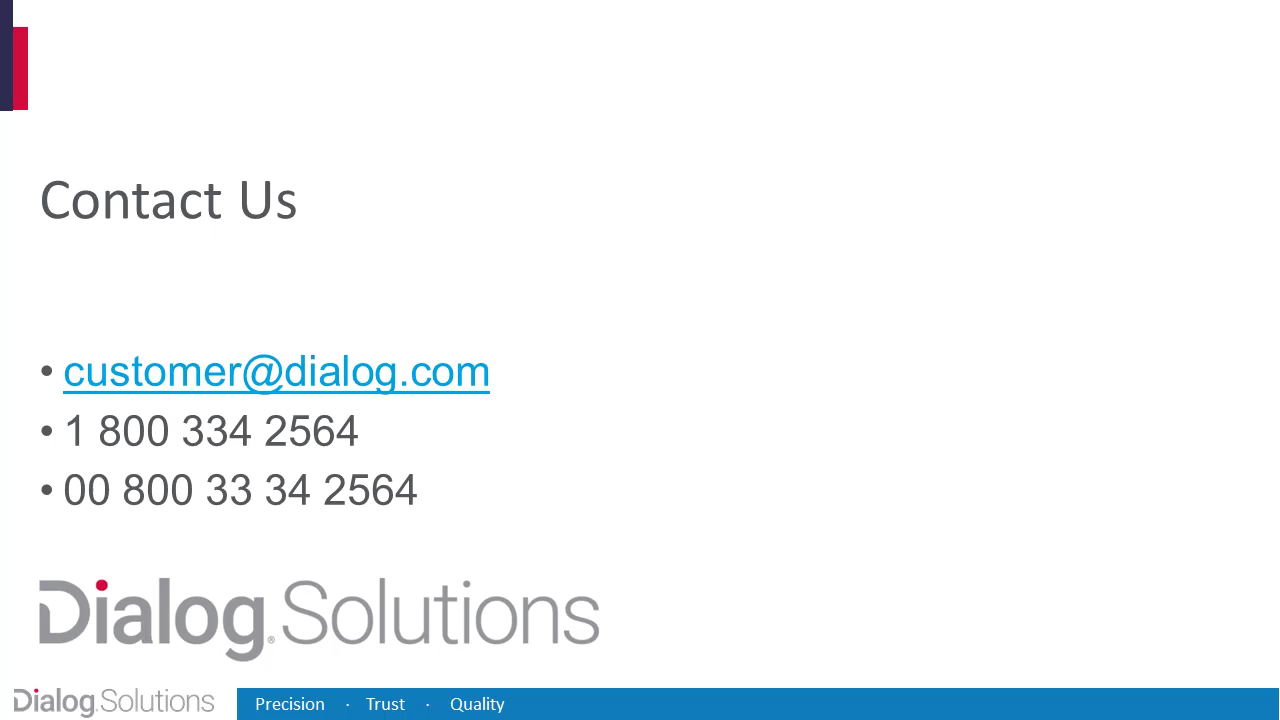 Contact Us
• customer@dialog.com
• 1 800 334 2564
• 00 800 33 34 2564
Dialog®Solutions
Dialog.Solutions
Precision · Trust · Quality